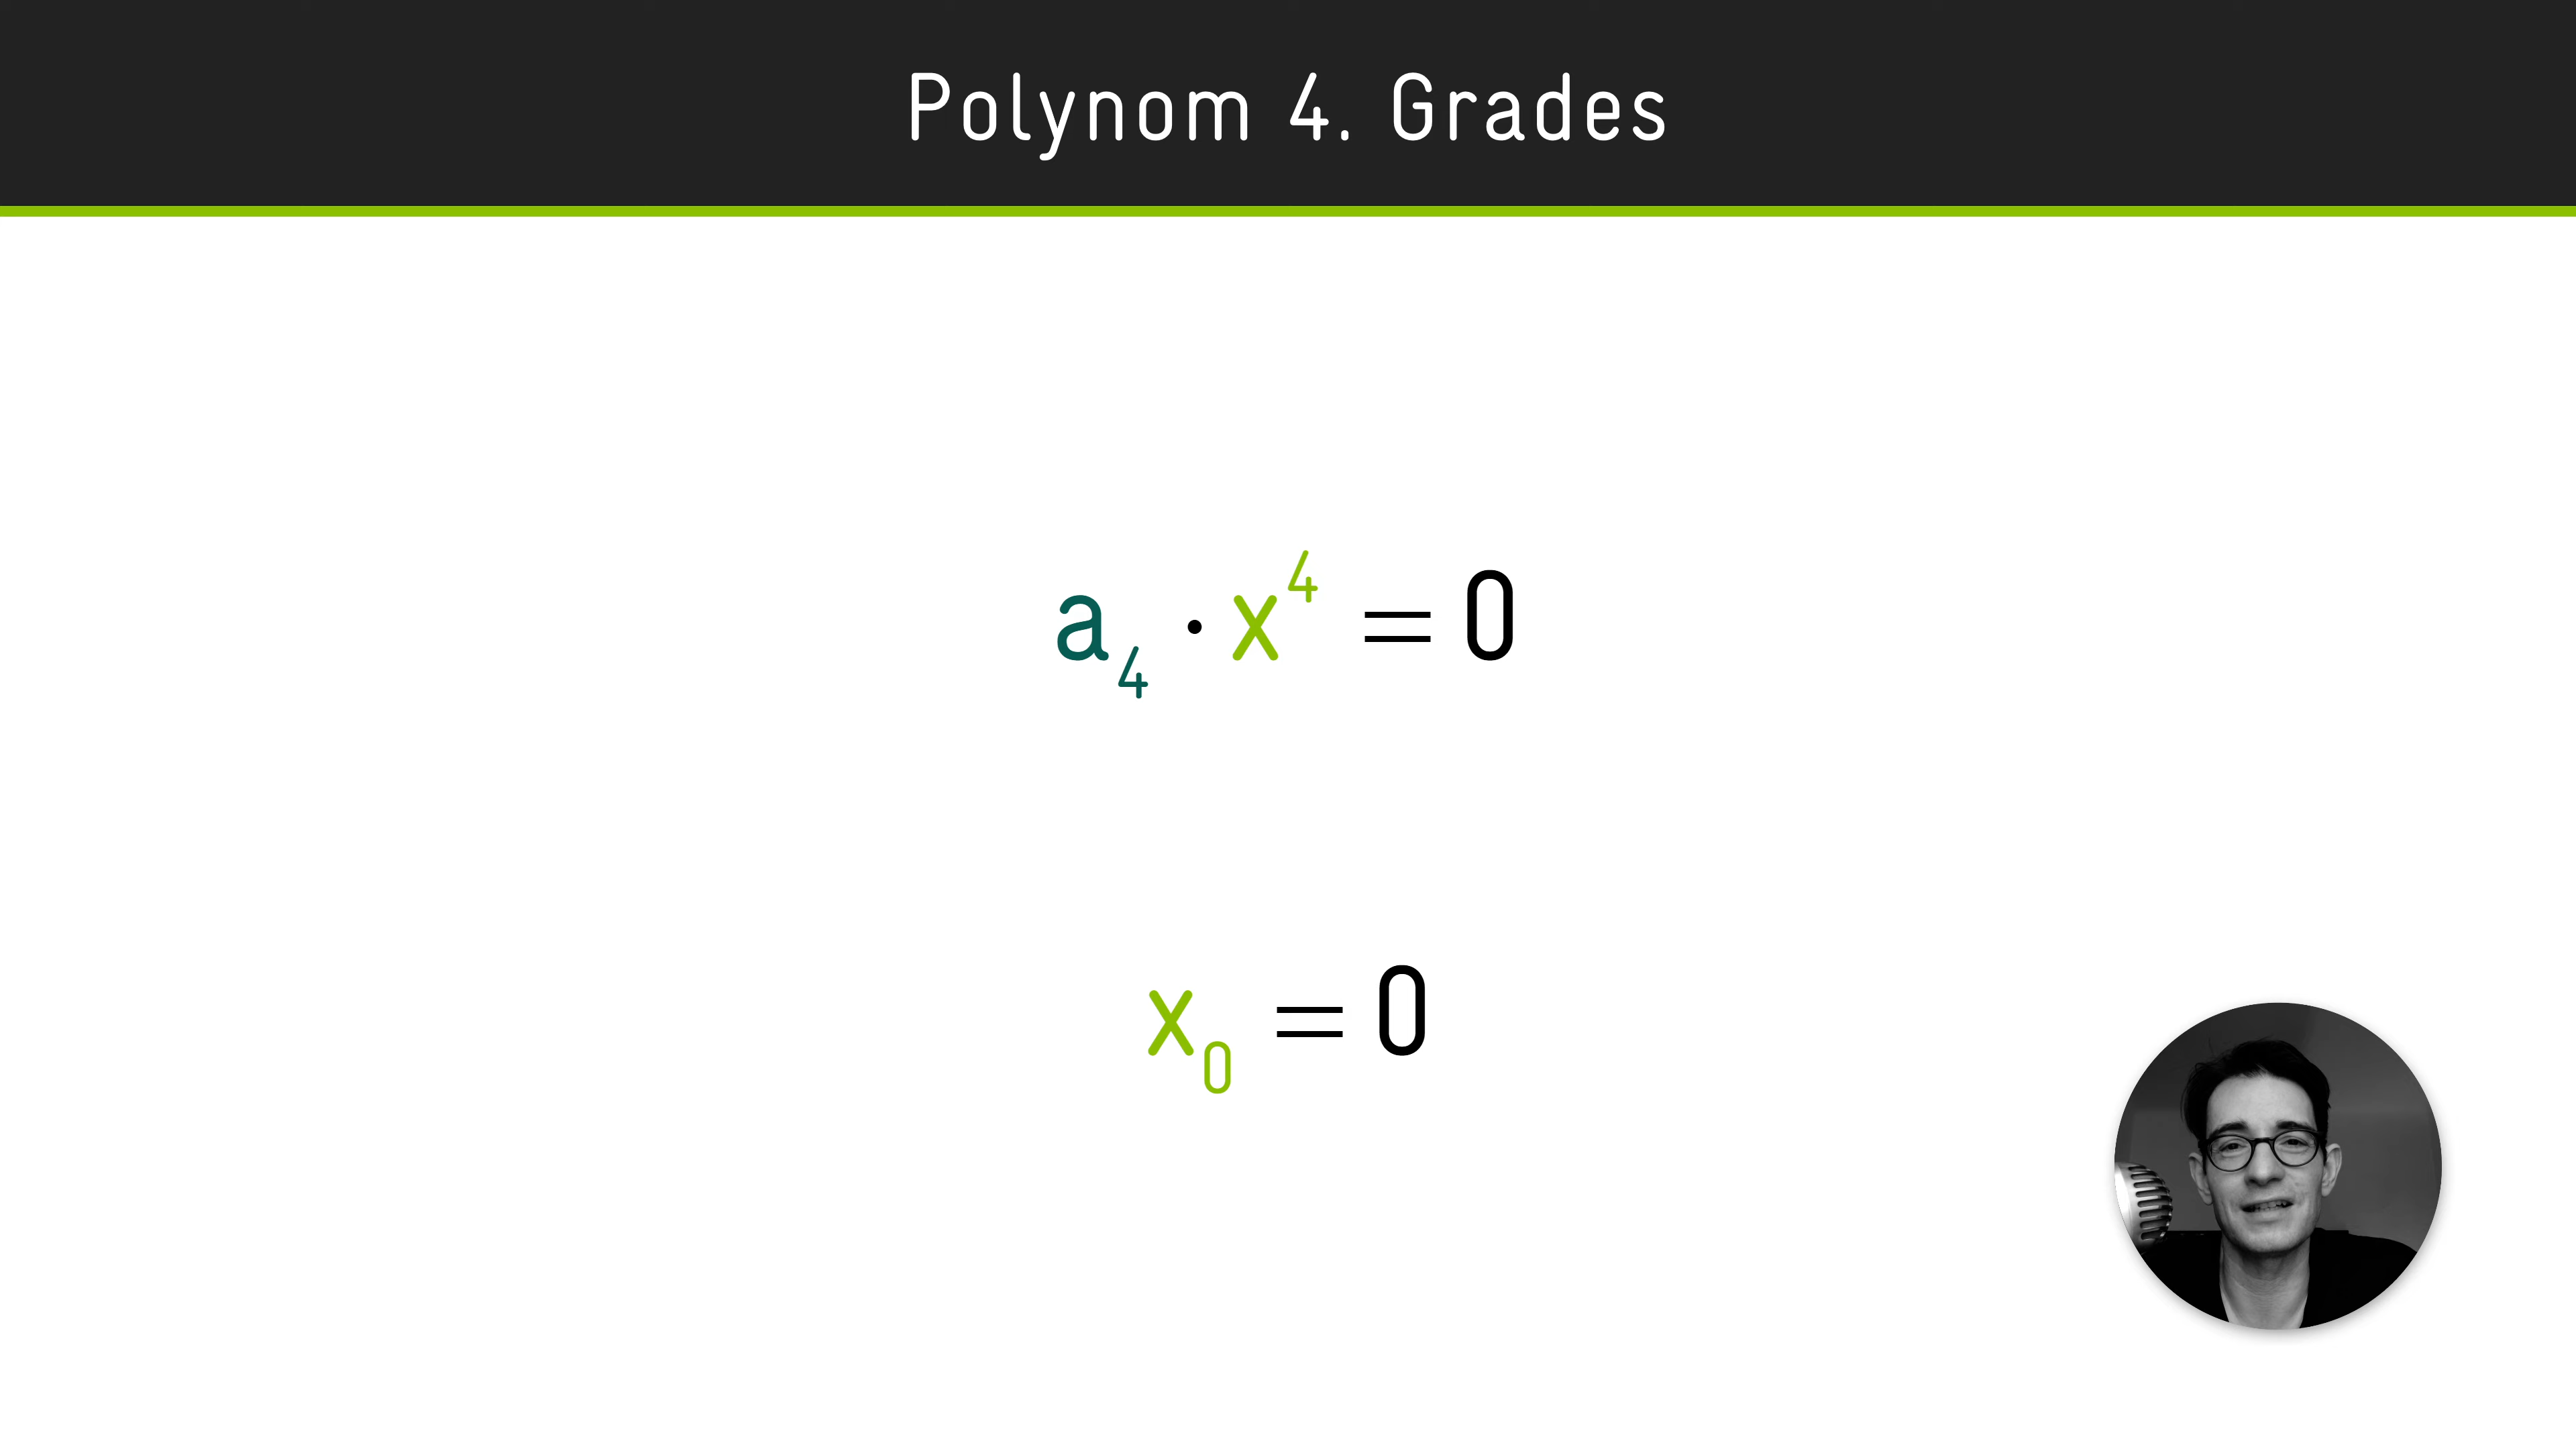 Polynom 4. Grades
a₄ · x⁴ = 0
x₀ = 0